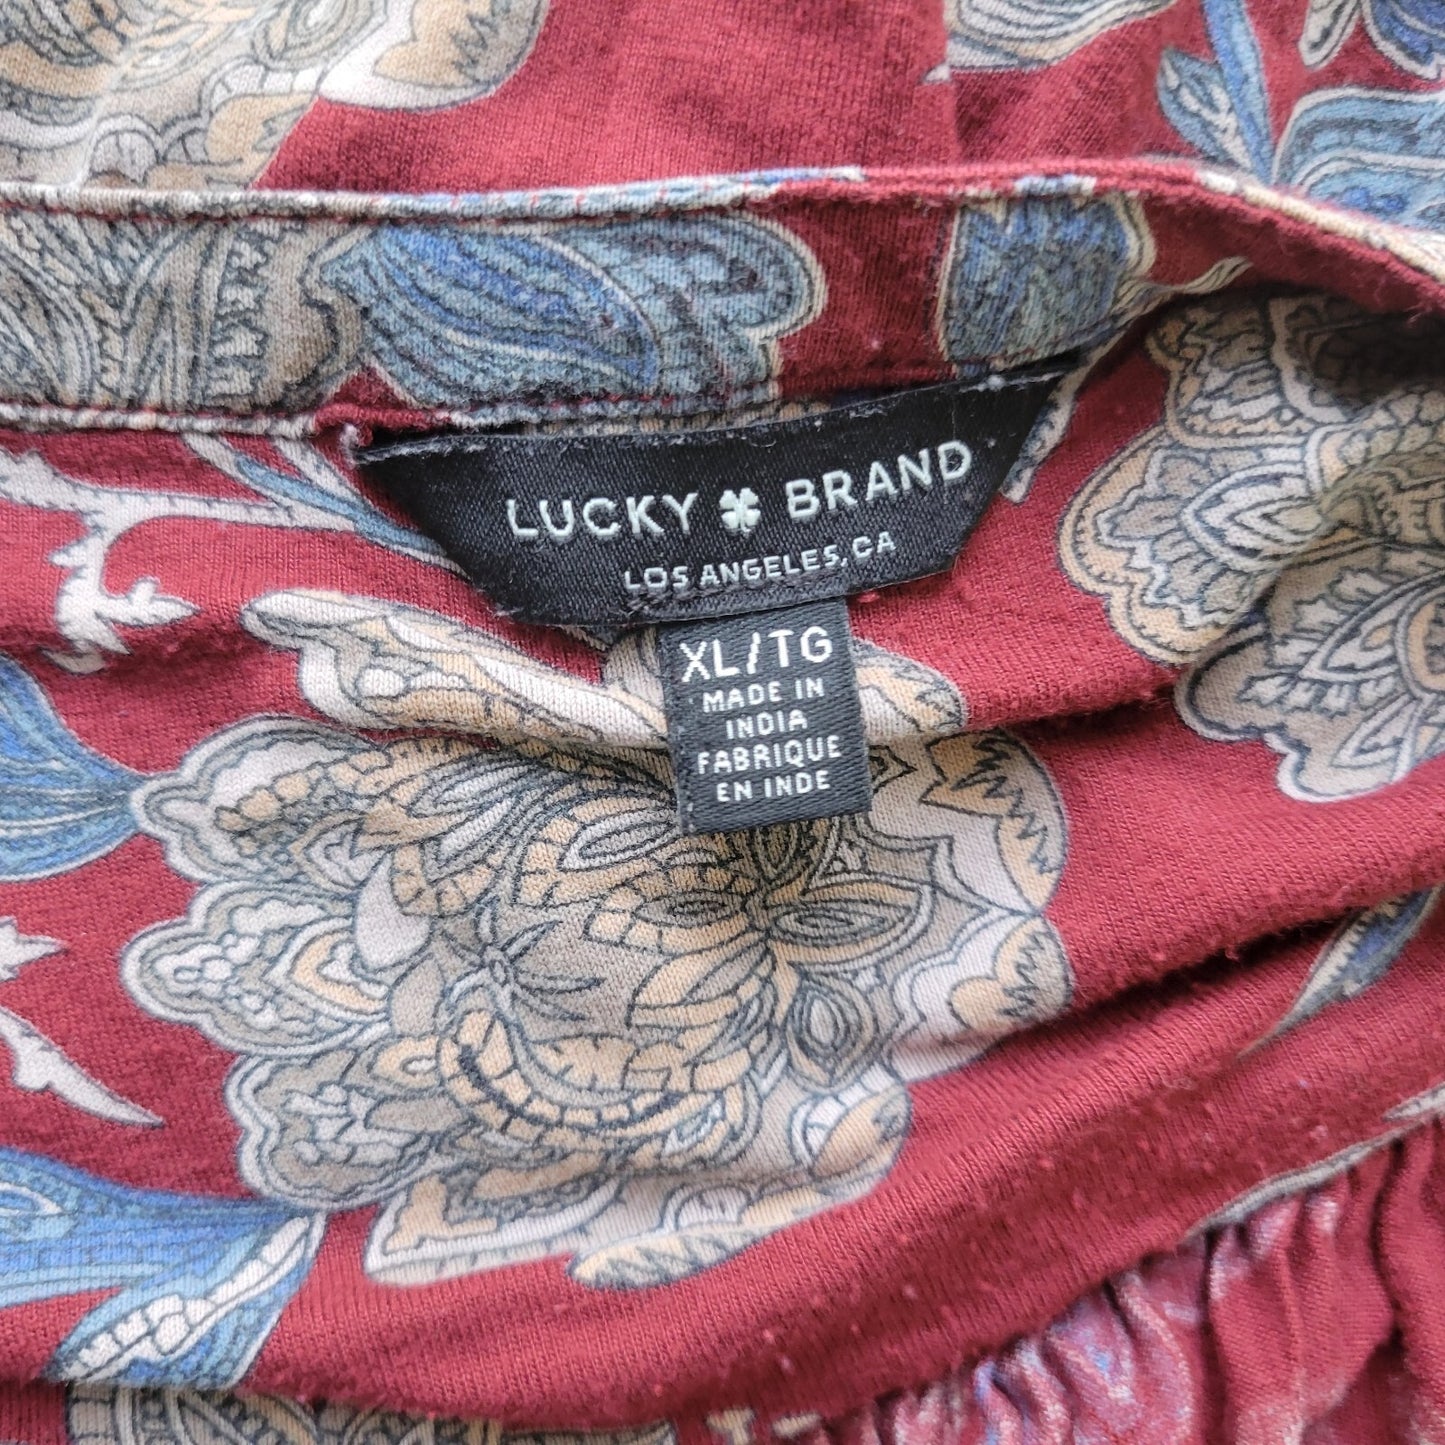 LUCKY BRAND
LOS ANGELES, CA
XL/TG
MADE IN
INDIA
FABRIQUE
EN INDE